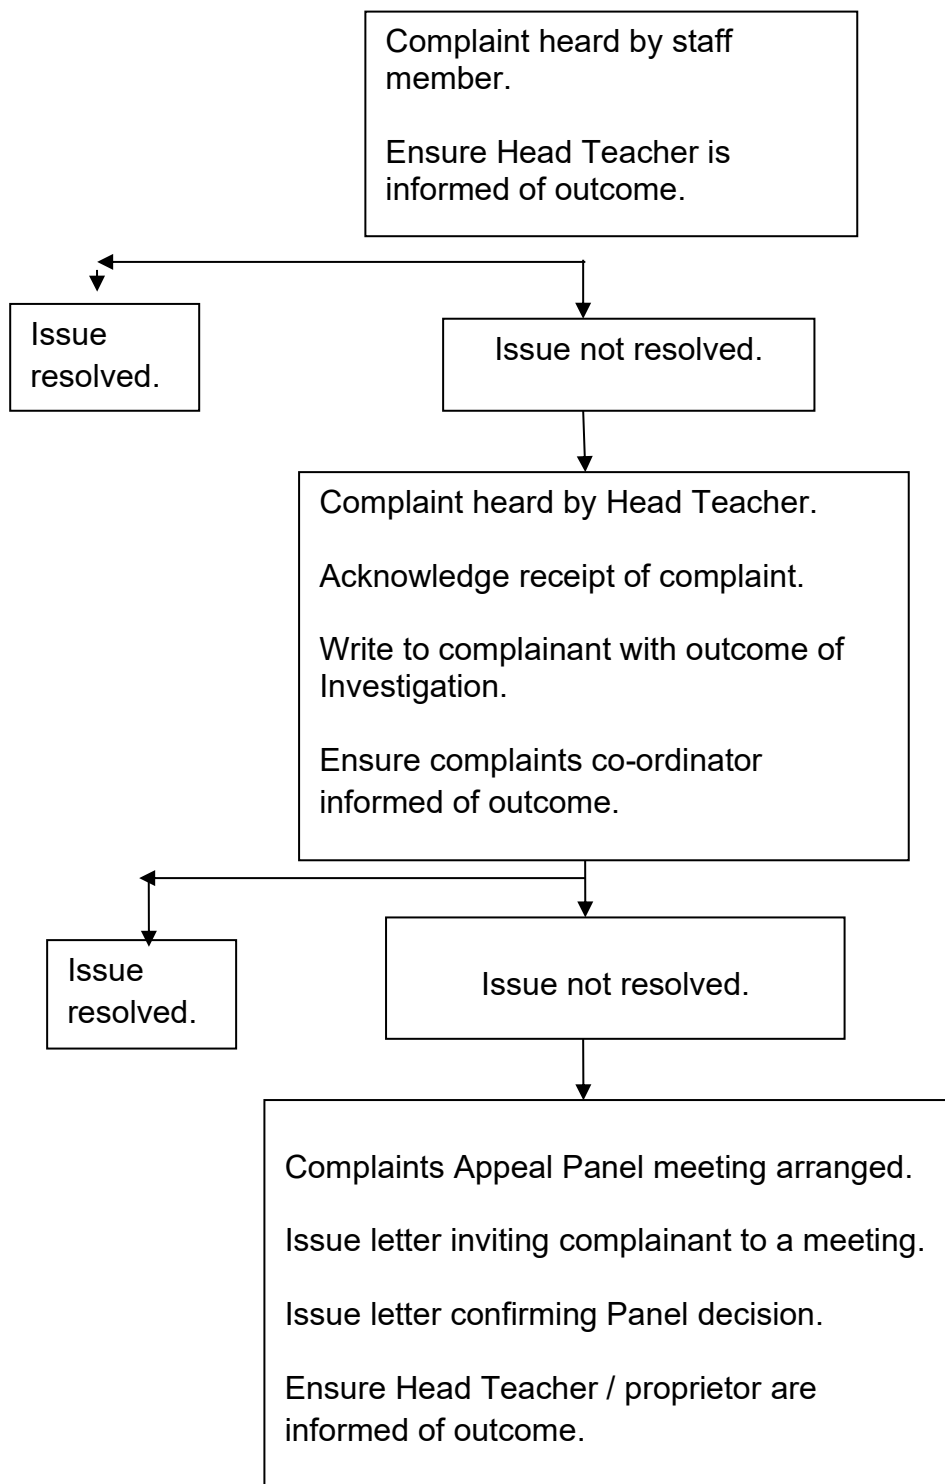 Complaint heard by staff
member.
Ensure Head Teacher is
informed of outcome.
Issue
resolved.
Issue not resolved.
Complaint heard by Head Teacher.
Acknowledge receipt of complaint.
Write to complainant with outcome of
Investigation.
Ensure complaints co-ordinator
informed of outcome.
Issue
resolved.
Issue not resolved.
Complaints Appeal Panel meeting arranged.
Issue letter inviting complainant to a meeting.
Issue letter confirming Panel decision.
Ensure Head Teacher / proprietor are
informed of outcome.